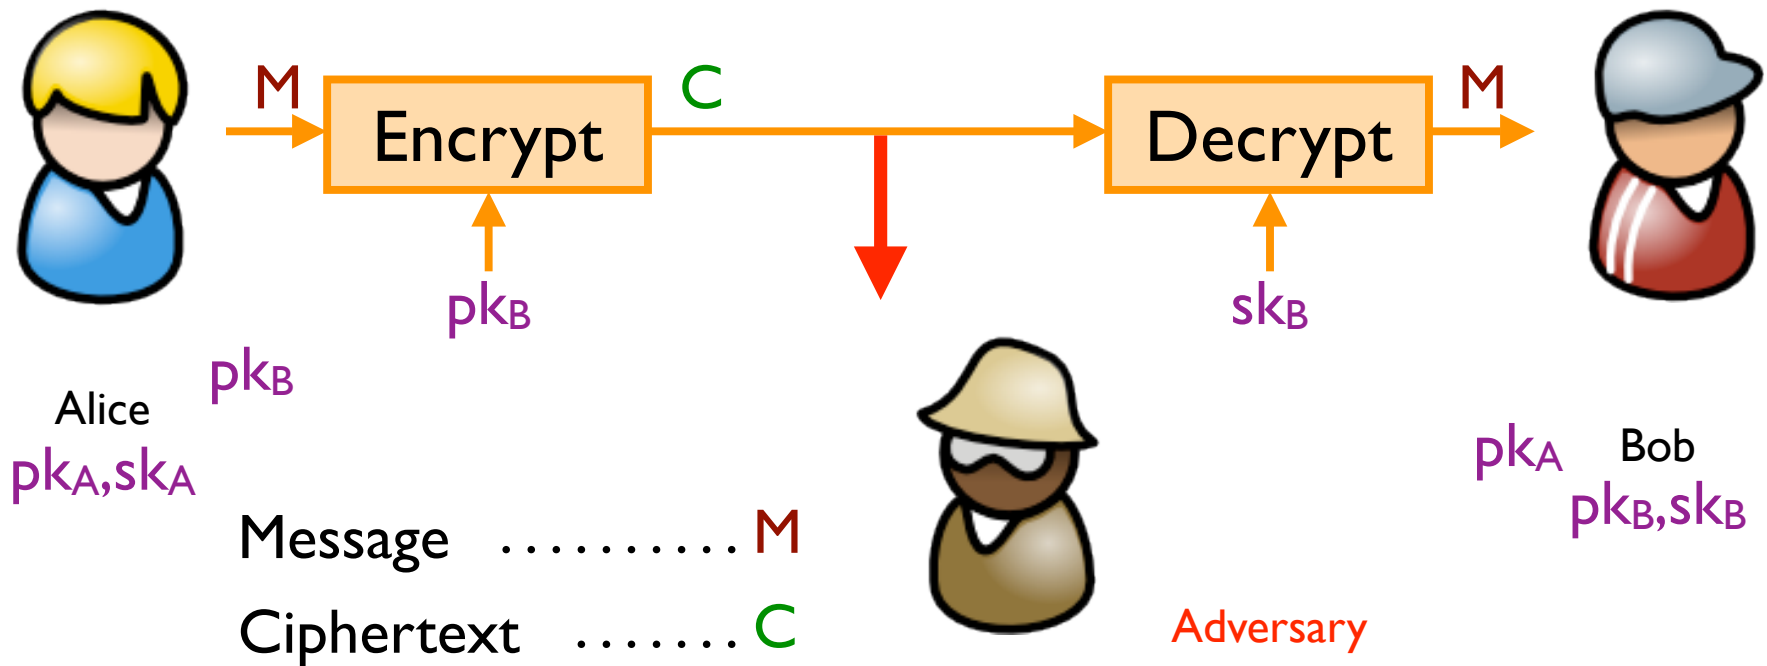 M
Encrypt
C
Decrypt
M
pkB
skB
pkB
Alice
pkA,skA
pkA
Bob
pkB,skB
Message .......... M
Ciphertext ....... C
Adversary